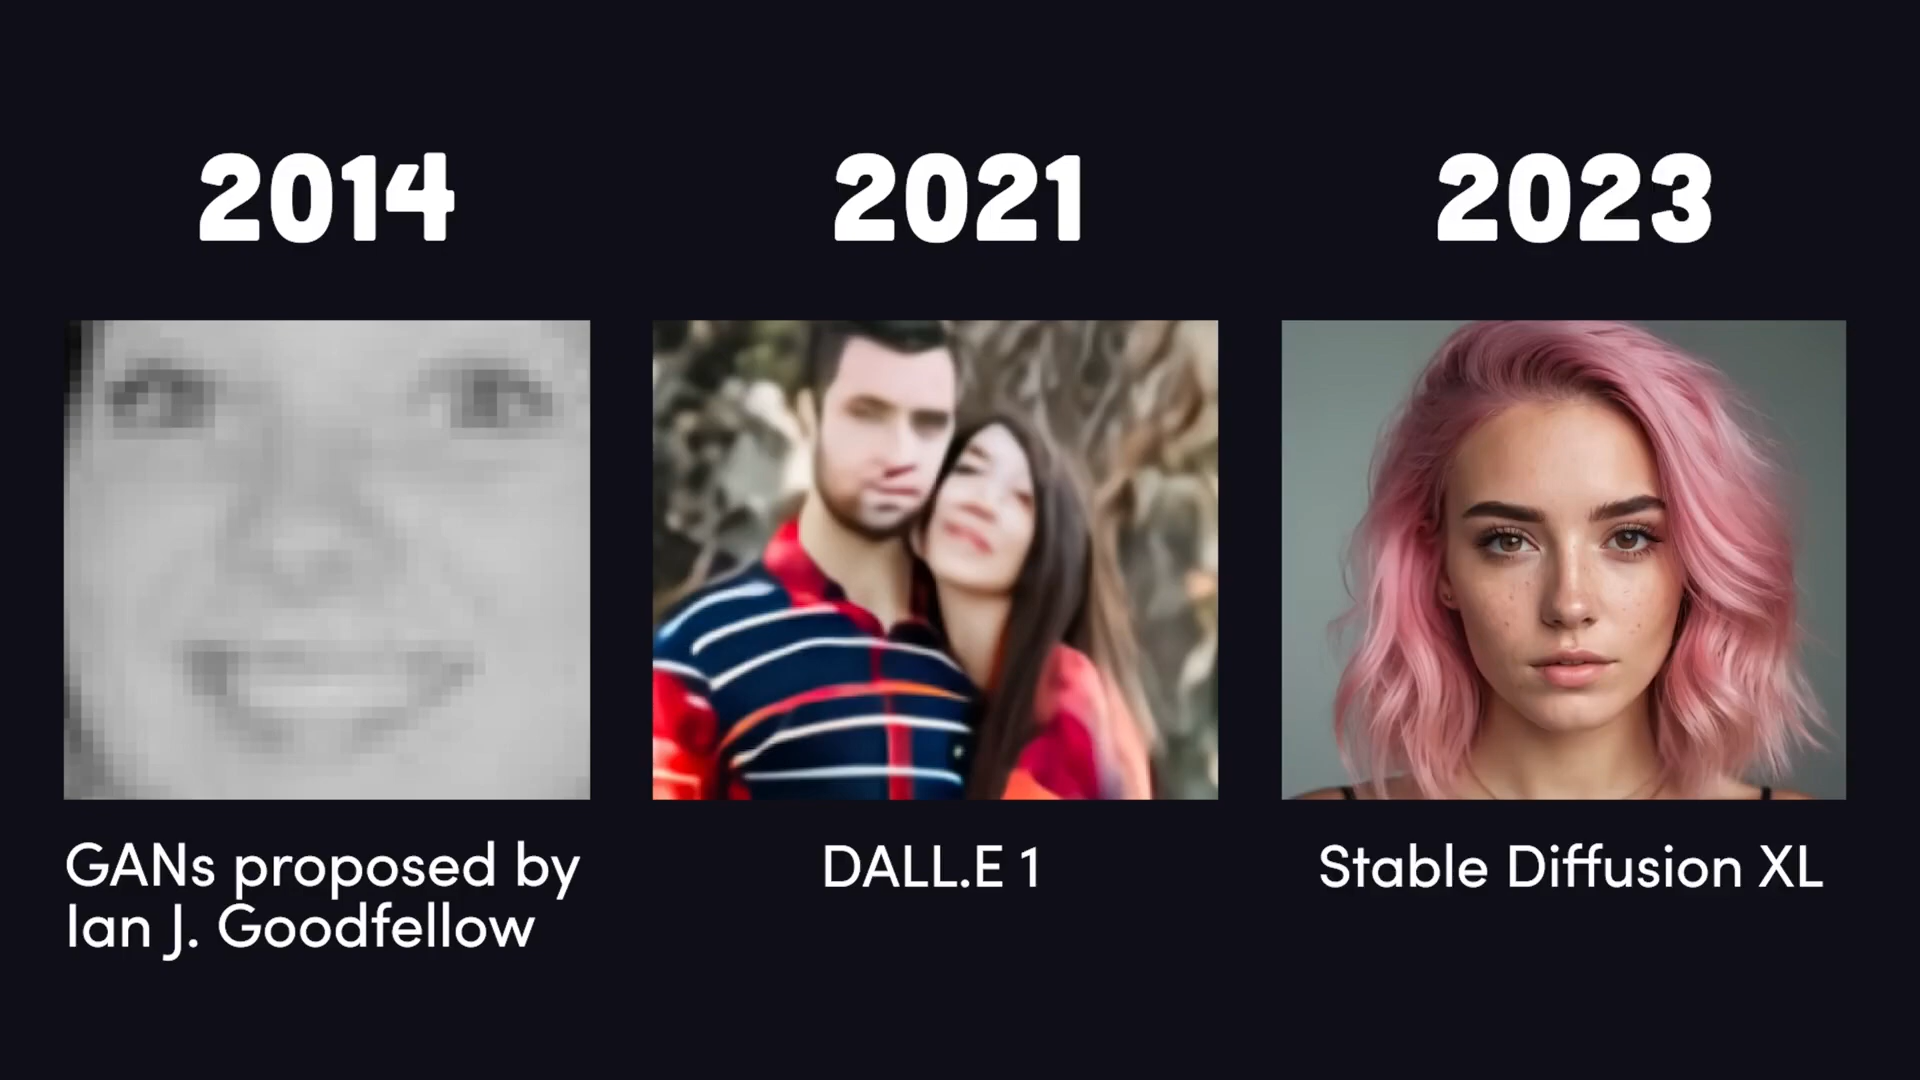 2014
2021
2023
GANs proposed by
Ian J. Goodfellow
DALL.E 1
Stable Diffusion XL